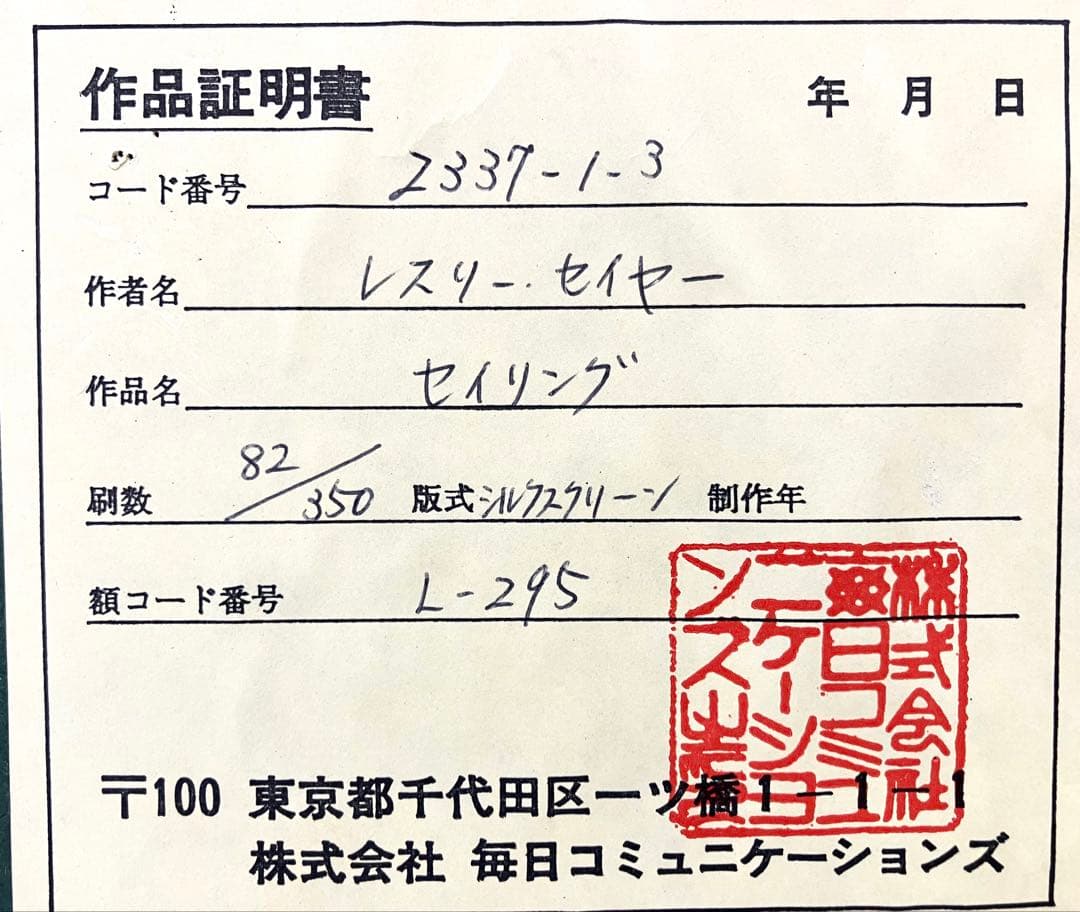 作品証明書 年 月 日
コード番号 2337-1-3
作者名 レスリー・セイヤー
作品名 セイリング
刷数 82/350 版式 シルクスクリーン 制作年
額コード番号 L-295
株式会社
毎日コミュ
ニケーショ
ンズ
〒100 東京都千代田区一ツ橋1-1-1
株式会社 毎日コミュニケーションズ